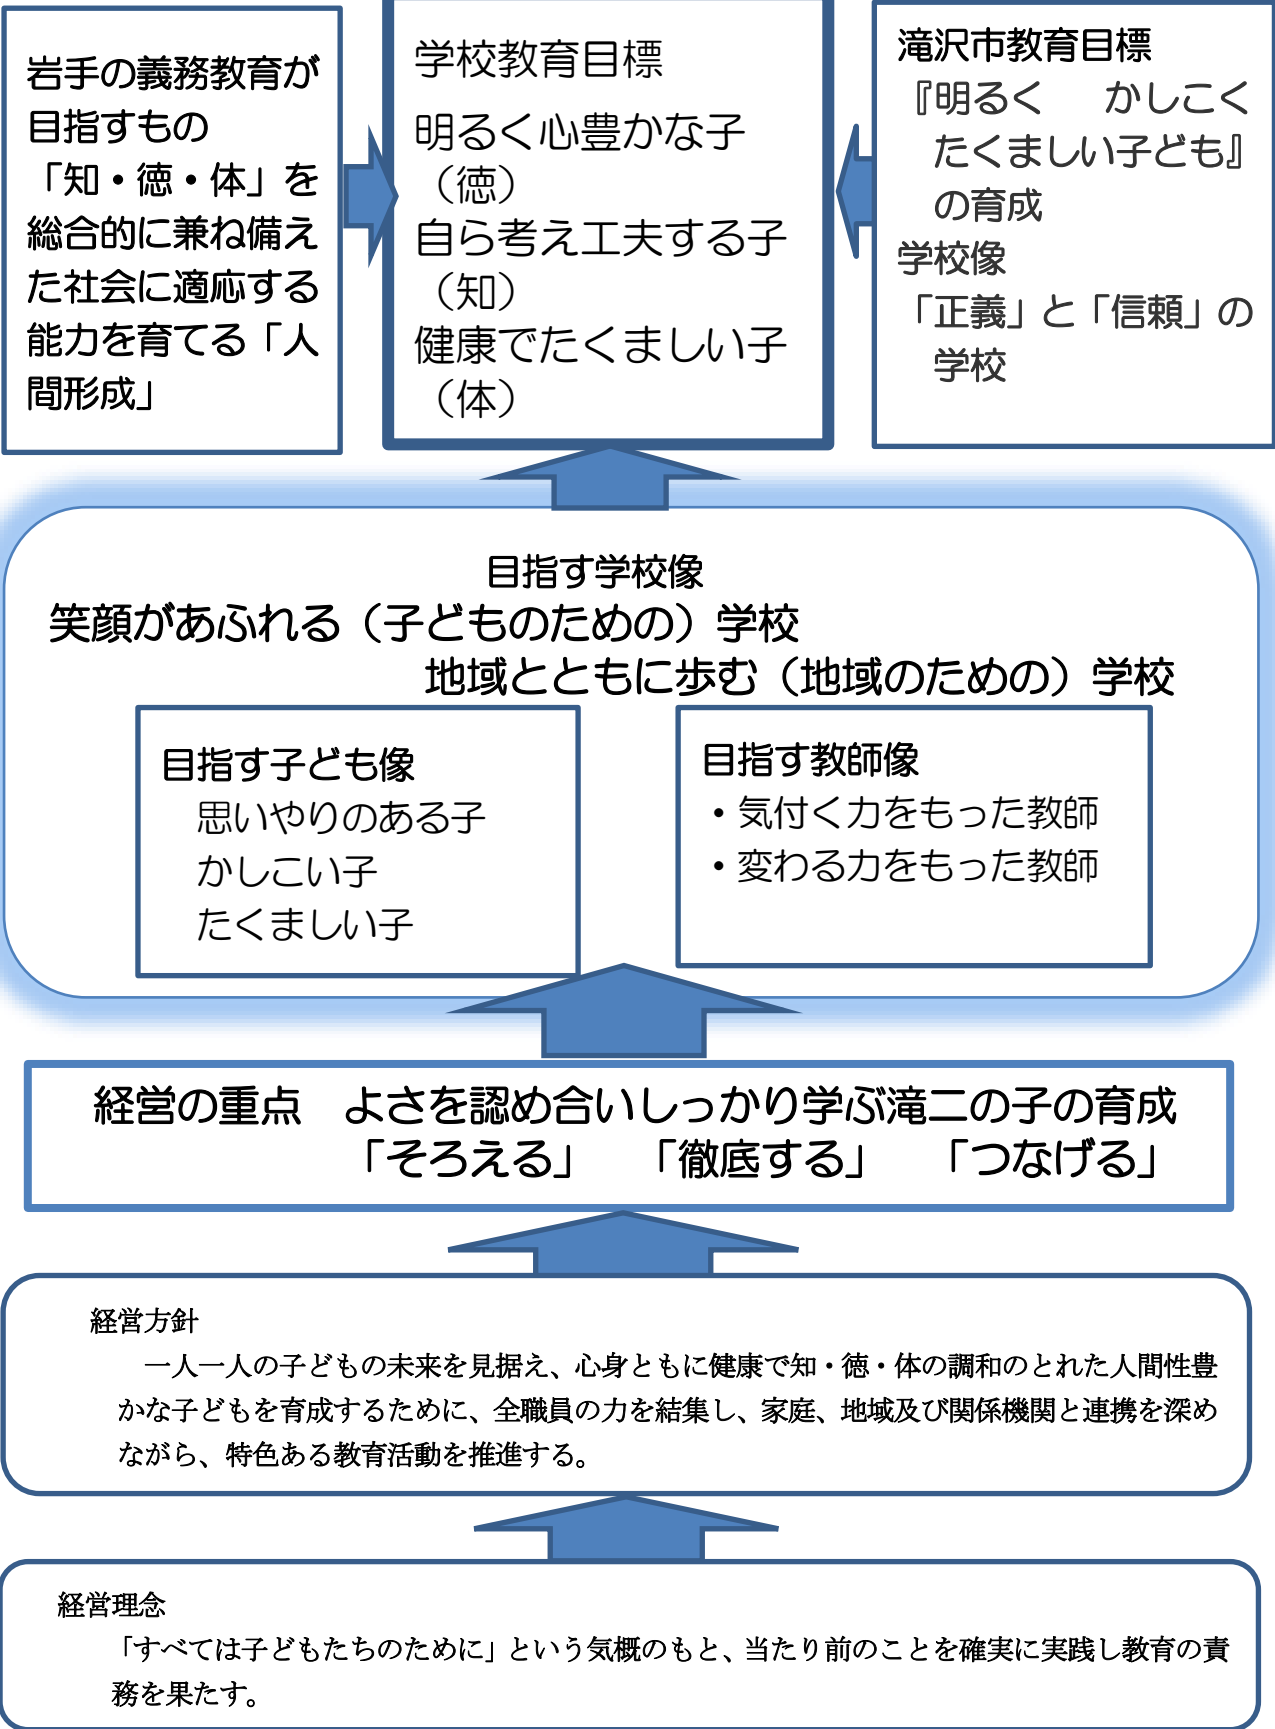 岩手の義務教育が
目指すもの
「知・徳・体」を
総合的に兼ね備え
た社会に適応する
能力を育てる「人
間形成」
学校教育目標
明るく心豊かな子
（徳）
自ら考え工夫する子
（知）
健康でたくましい子
（体）
滝沢市教育目標
『明るく　かしこく
たくましい子ども』
の育成
学校像
「正義」と「信頼」の
学校
目指す学校像
笑顔があふれる（子どものための）学校
地域とともに歩む（地域のための）学校
目指す子ども像
思いやりのある子
かしこい子
たくましい子
目指す教師像
・気付く力をもった教師
・変わる力をもった教師
経営の重点　よさを認め合いしっかり学ぶ滝二の子の育成
「そろえる」　「徹底する」　「つなげる」
経営方針
一人一人の子どもの未来を見据え、心身ともに健康で知・徳・体の調和のとれた人間性豊
かな子どもを育成するために、全職員の力を結集し、家庭、地域及び関係機関と連携を深め
ながら、特色ある教育活動を推進する。
経営理念
「すべては子どもたちのために」という気概のもと、当たり前のことを確実に実践し教育の責
務を果たす。